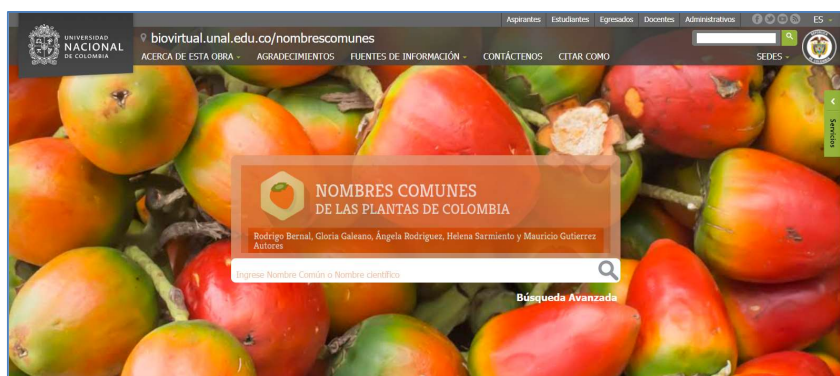 Aspirantes Estudiantes Egresados Docentes Administrativos ES
UNIVERSIDAD
NACIONAL
DE COLOMBIA
biovirtual.unal.edu.co/nombrescomunes
ACERCA DE ESTA OBRA AGRADECIMIENTOS FUENTES DE INFORMACIÓN CONTÁCTENOS CITAR COMO SEDES
Servicios
NOMBRES COMUNES
DE LAS PLANTAS DE COLOMBIA
Rodrigo Bernal, Gloria Galeano, Ángela Rodríguez, Helena Sarmiento y Mauricio Gutierrez
Autores
Ingrese Nombre Común o Nombre científico
Búsqueda Avanzada